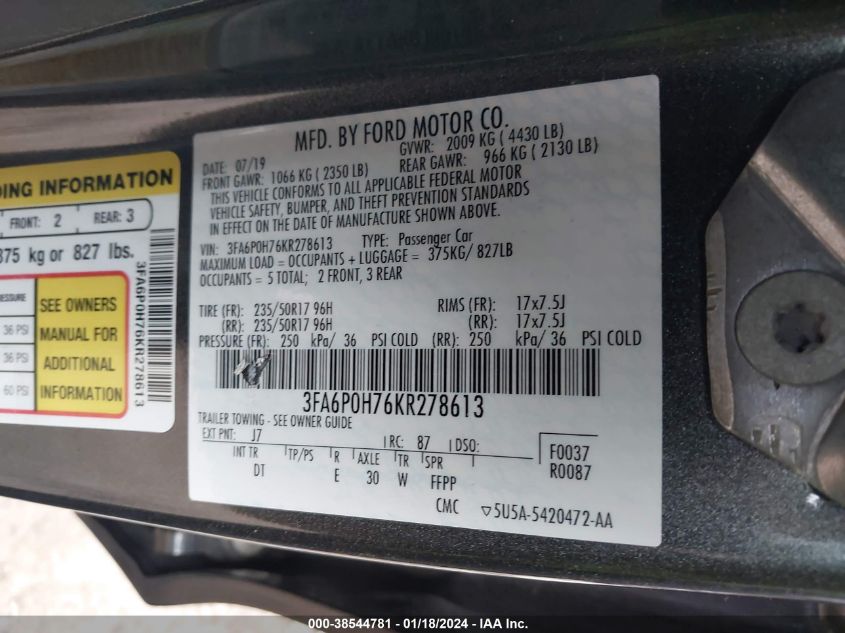 DING INFORMATION
FRONT: 2 REAR: 3
375 kg or 827 lbs.
SEE OWNERS
MANUAL FOR
ADDITIONAL
INFORMATION
36 PSI
36 PSI
60 PSI
3FA6P0H76KR278613
MFD. BY FORD MOTOR CO.
DATE: 07/19 GVWR: 2009 KG ( 4430 LB)
FRONT GAWR: 1066 KG ( 2350 LB) REAR GAWR: 966 KG ( 2130 LB)
THIS VEHICLE CONFORMS TO ALL APPLICABLE FEDERAL MOTOR
VEHICLE SAFETY, BUMPER, AND THEFT PREVENTION STANDARDS
IN EFFECT ON THE DATE OF MANUFACTURE SHOWN ABOVE.
VIN: 3FA6P0H76KR278613 TYPE: Passenger Car
MAXIMUM LOAD = OCCUPANTS + LUGGAGE = 375KG/ 827LB
OCCUPANTS = 5 TOTAL; 2 FRONT, 3 REAR
TIRE (FR): 235/50R17 96H RIMS (FR): 17x7.5J
(RR): 235/50R17 96H (RR): 17x7.5J
PRESSURE (FR): 250 kPa/ 36 PSI COLD (RR): 250 kPa/ 36 PSI COLD
3FA6P0H76KR278613
TRAILER TOWING - SEE OWNER GUIDE
EXT PNT: J7 RC: 87 DSO: F0037
INT TR TP/PS R AXLE TR SPR R0087
DT E 30 W FFPP
CMC ▽5U5A-5420472-AA
000-38544781 / 01/18/2024 - IAA Inc.